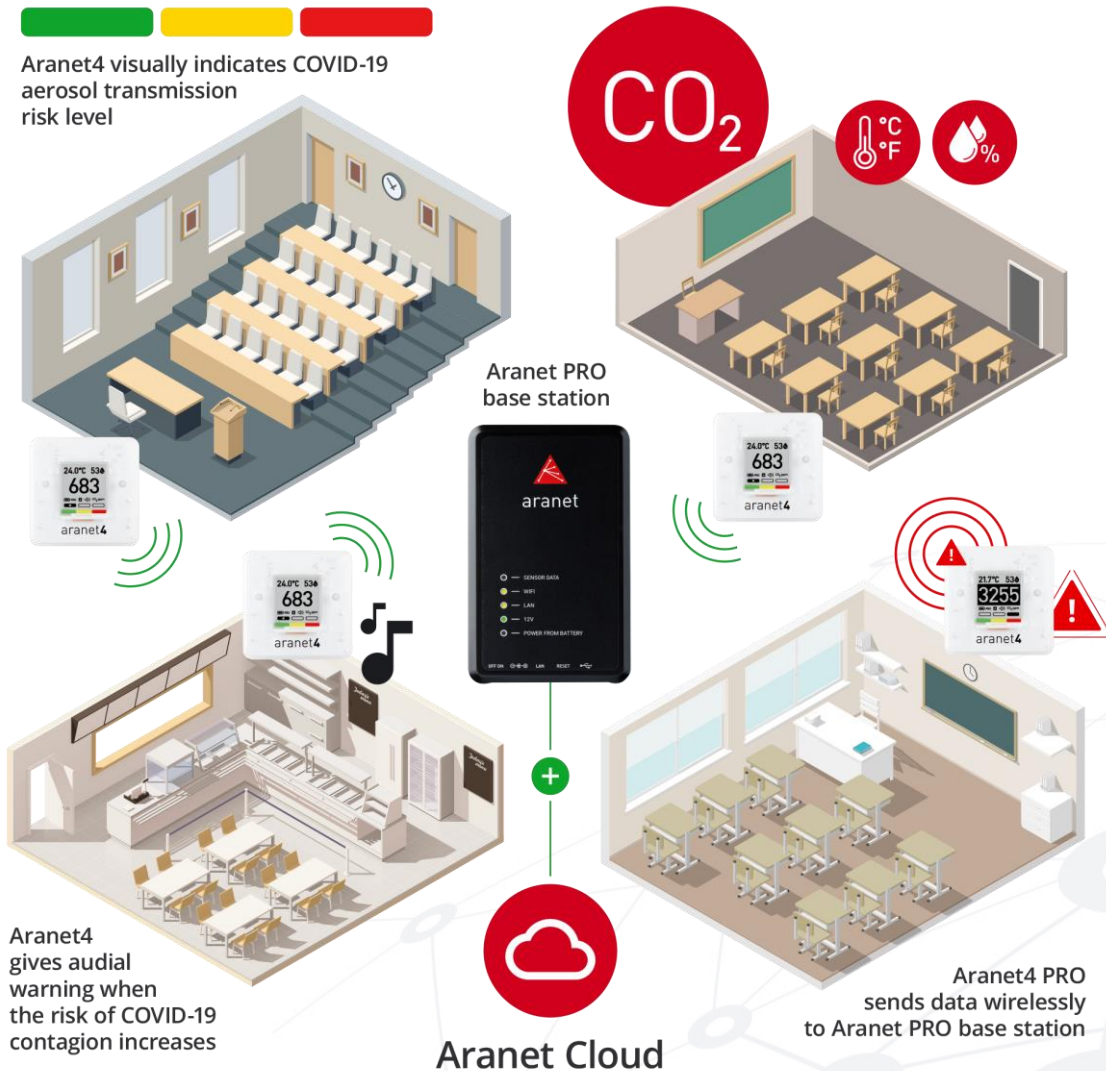 Aranet4 visually indicates COVID-19
aerosol transmission
risk level
CO₂
°C
°F
%
Aranet PRO
base station
aranet
SENSOR DATA
WIFI
LAN
12V
POWER FROM BATTERY
OFF ON
LAN
RESET
24.0°C 53
683
aranet4
24.0°C 53
683
aranet4
24.0°C 53
683
aranet4
!
21.7°C 53
3255
aranet4
!
+
Aranet4
gives audial
warning when
the risk of COVID-19
contagion increases
Aranet4 PRO
sends data wirelessly
to Aranet PRO base station
Aranet Cloud